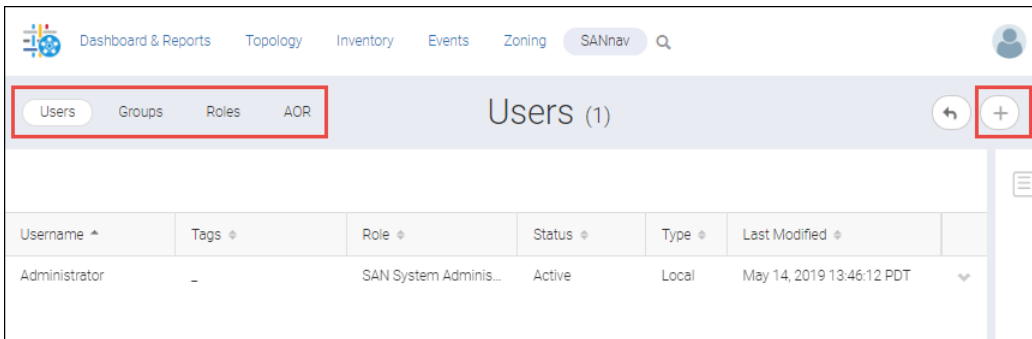 Dashboard & Reports Topology Inventory Events Zoning SANnav
Users Groups Roles AOR Users (1)
Username Tags Role Status Type Last Modified
Administrator _ SAN System Adminis... Active Local May 14, 2019 13:46:12 PDT